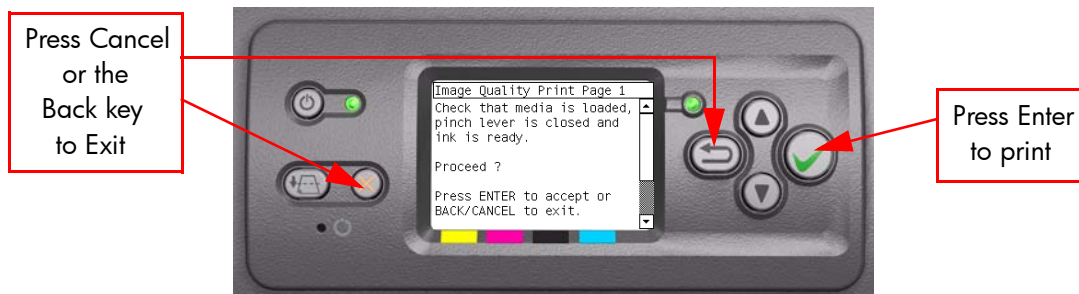 Press Cancel
or the
Back key
to Exit
Image Quality Print Page 1
Check that media is loaded,
pinch lever is closed and
ink is ready.
Proceed ?
Press ENTER to accept or
BACK/CANCEL to exit.
Press Enter
to print